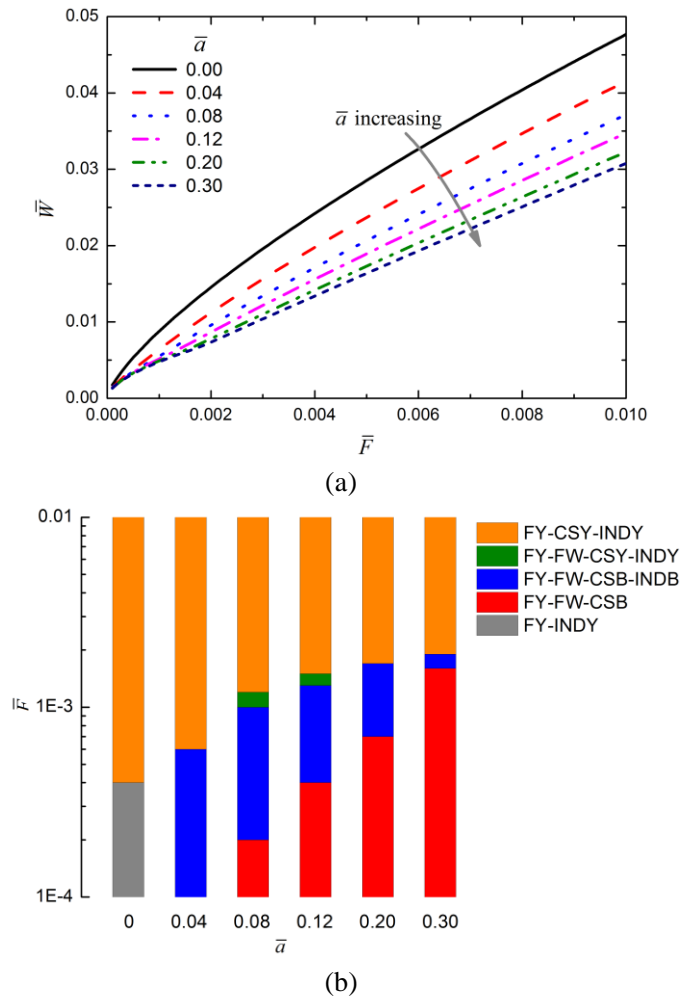 0.05
0.04
0.03
0.02
0.01
0.00
W̅
a̅
0.00
0.04
0.08
0.12
0.20
0.30
a̅ increasing
0.000 0.002 0.004 0.006 0.008 0.010
F̅
(a)
0.01
1E-3
1E-4
F̅
FY-CSY-INDY
FY-FW-CSY-INDY
FY-FW-CSB-INDB
FY-FW-CSB
FY-INDY
0 0.04 0.08 0.12 0.20 0.30
a̅
(b)